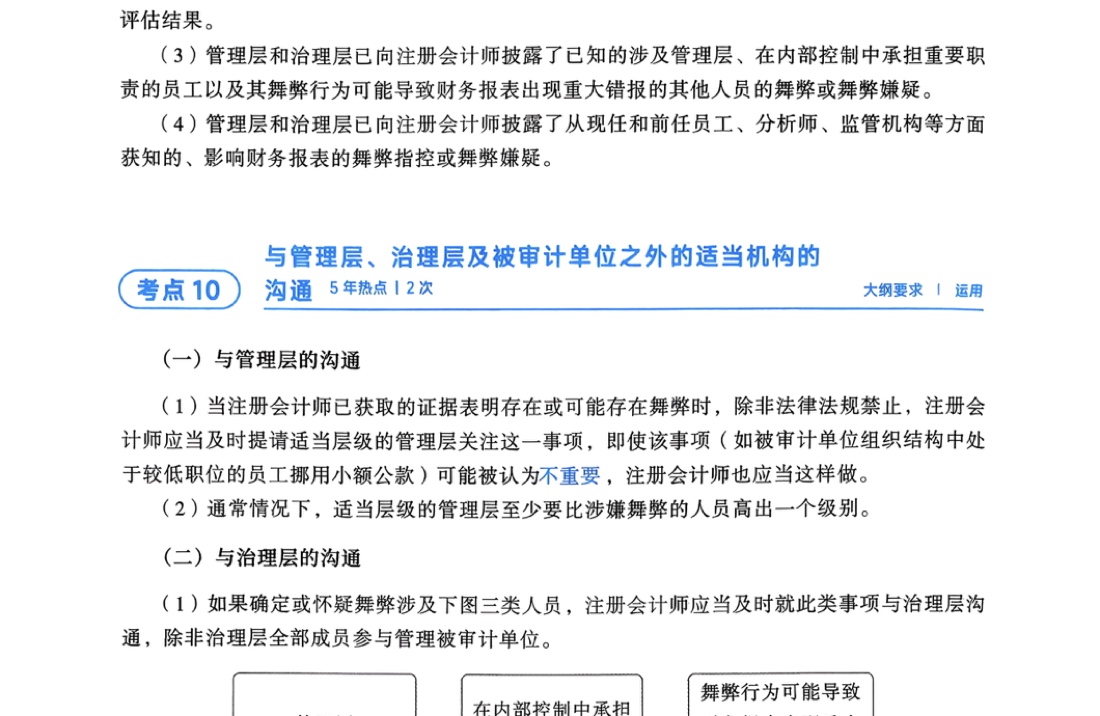 评估结果。
（3）管理层和治理层已向注册会计师披露了已知的涉及管理层、在内部控制中承担重要职
责的员工以及其舞弊行为可能导致财务报表出现重大错报的其他人员的舞弊或舞弊嫌疑。
（4）管理层和治理层已向注册会计师披露了从现任和前任员工、分析师、监管机构等方面
获知的、影响财务报表的舞弊指控或舞弊嫌疑。
与管理层、治理层及被审计单位之外的适当机构的
考点 10 沟通 5 年热点 | 2 次 大纲要求 | 运用
（一）与管理层的沟通
（1）当注册会计师已获取的证据表明存在或可能存在舞弊时，除非法律法规禁止，注册会
计师应当及时提请适当层级的管理层关注这一事项，即使该事项（如被审计单位组织结构中处
于较低职位的员工挪用小额公款）可能被认为不重要，注册会计师也应当这样做。
（2）通常情况下，适当层级的管理层至少要比涉嫌舞弊的人员高出一个级别。
（二）与治理层的沟通
（1）如果确定或怀疑舞弊涉及下图三类人员，注册会计师应当及时就此类事项与治理层沟
通，除非治理层全部成员参与管理被审计单位。
舞弊行为可能导致
在内部控制中承担